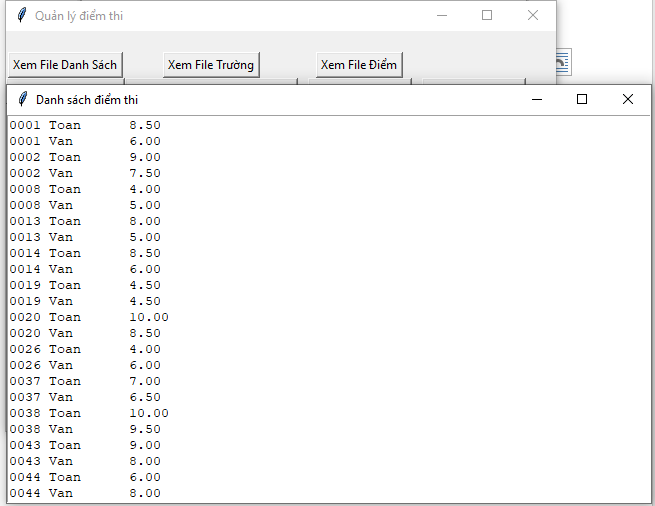 Quản lý điểm thi
Xem File Danh Sách Xem File Trường Xem File Điểm
Danh sách điểm thi
0001 Toan 8.50
0001 Van 6.00
0002 Toan 9.00
0002 Van 7.50
0008 Toan 4.00
0008 Van 5.00
0013 Toan 8.00
0013 Van 5.00
0014 Toan 8.50
0014 Van 6.00
0019 Toan 4.50
0019 Van 4.50
0020 Toan 10.00
0020 Van 8.50
0026 Toan 4.00
0026 Van 6.00
0037 Toan 7.00
0037 Van 6.50
0038 Toan 10.00
0038 Van 9.50
0043 Toan 9.00
0043 Van 8.00
0044 Toan 6.00
0044 Van 8.00